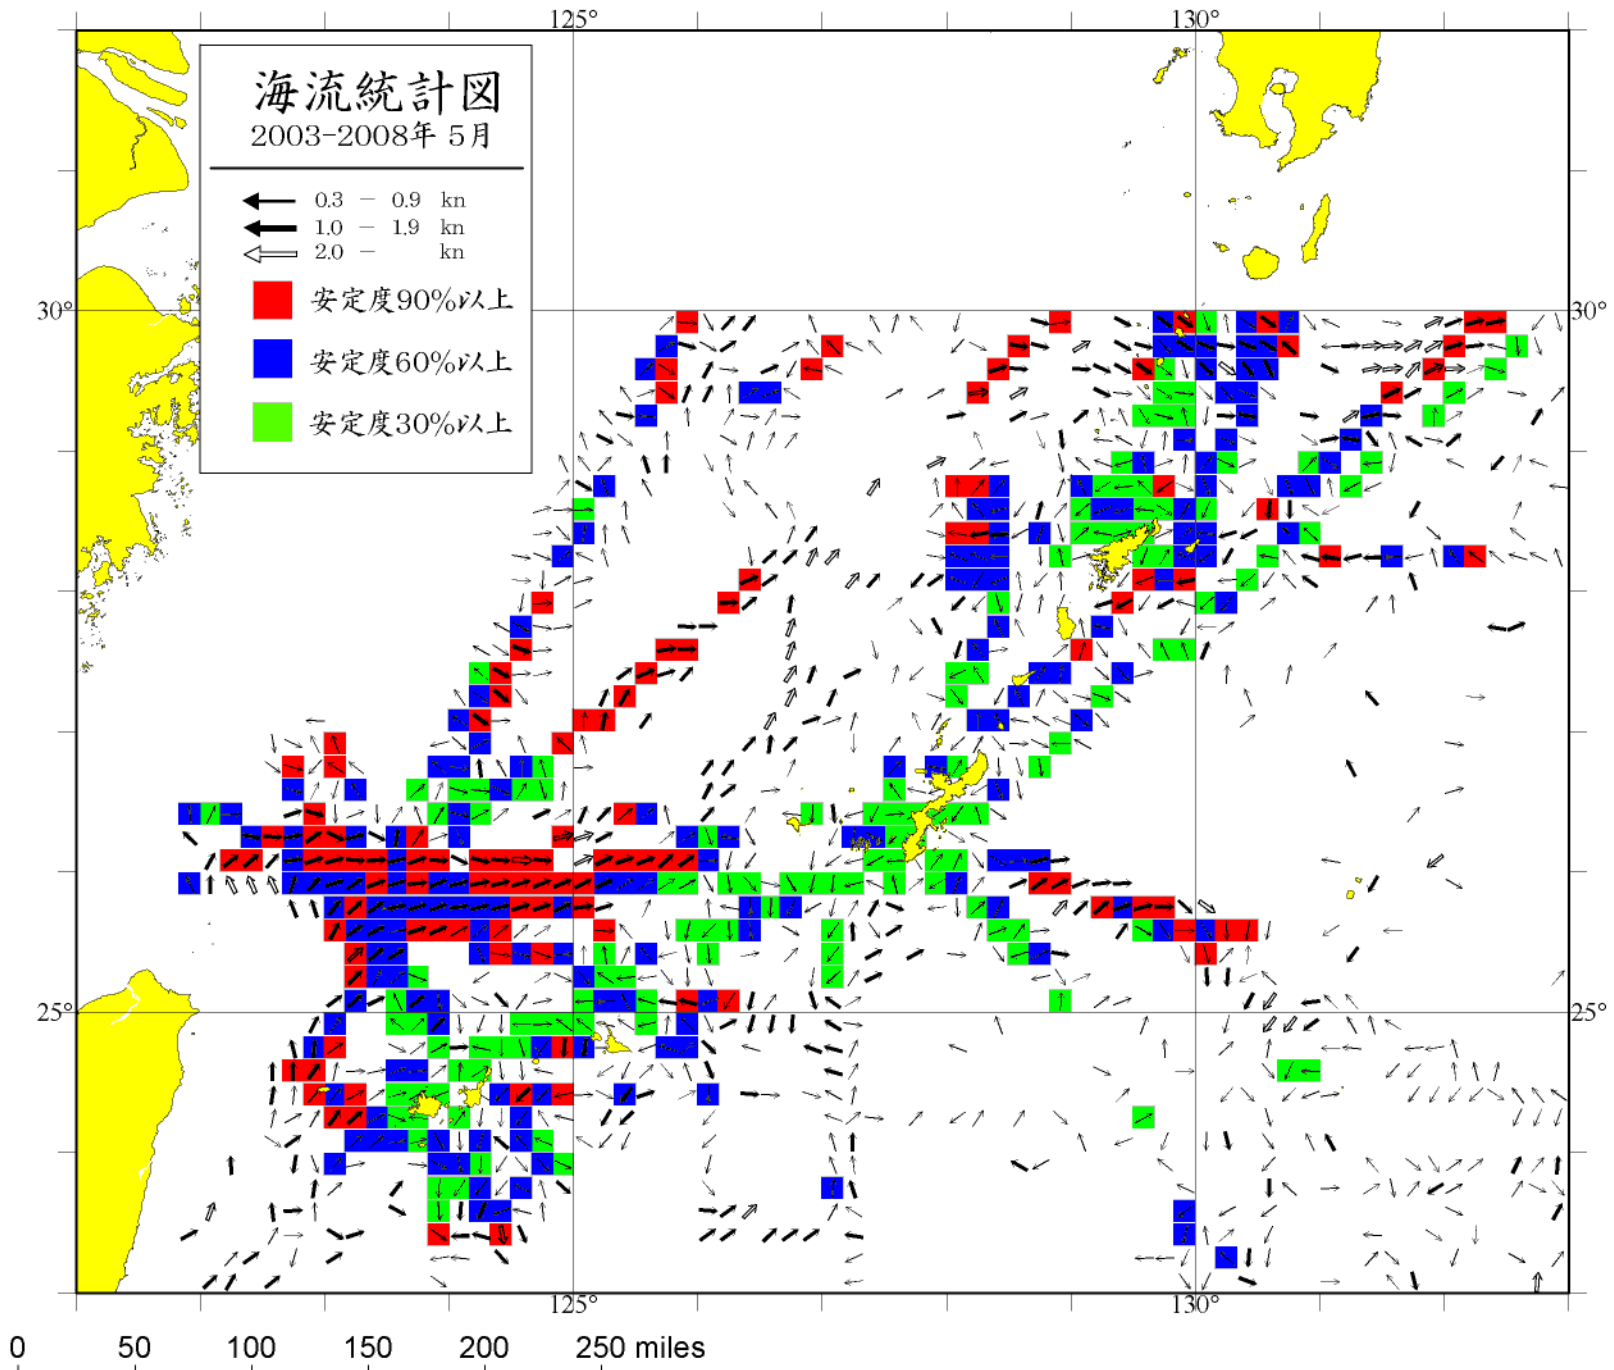 125° 130°
海流統計図
2003-2008年 5月
0.3 − 0.9 kn
1.0 − 1.9 kn
2.0 − kn
安定度90%以上
安定度60%以上
安定度30%以上
30° 30°
25° 25°
125° 130°
0 50 100 150 200 250 miles